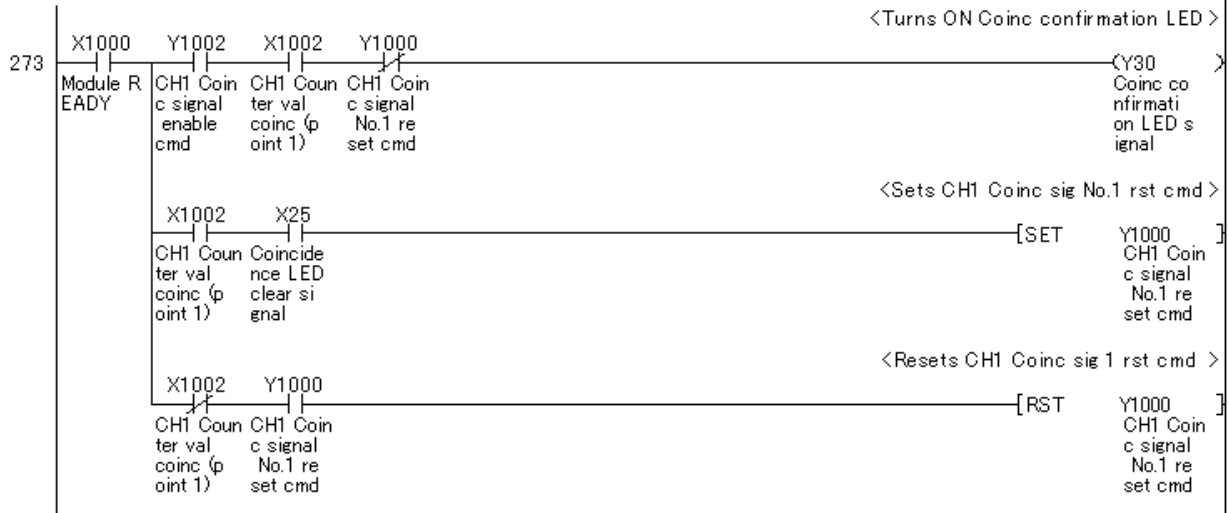 <Turns ON Coinc confirmation LED >
X1000 Y1002 X1002 Y1000
273 Y30
Module R CH1 Coin CH1 Coun CH1 Coin Coinc co
EADY c signal ter val c signal nfirmati
enable coinc (p No.1 re on LED s
cmd oint 1) set cmd ignal
<Sets CH1 Coinc sig No.1 rst cmd >
X1002 X25
SET Y1000
CH1 Coun Coincide CH1 Coin
ter val nce LED c signal
coinc (p clear si No.1 re
oint 1) gnal set cmd
<Resets CH1 Coinc sig 1 rst cmd >
X1002 Y1000
RST Y1000
CH1 Coun CH1 Coin CH1 Coin
ter val c signal c signal
coinc (p No.1 re No.1 re
oint 1) set cmd set cmd